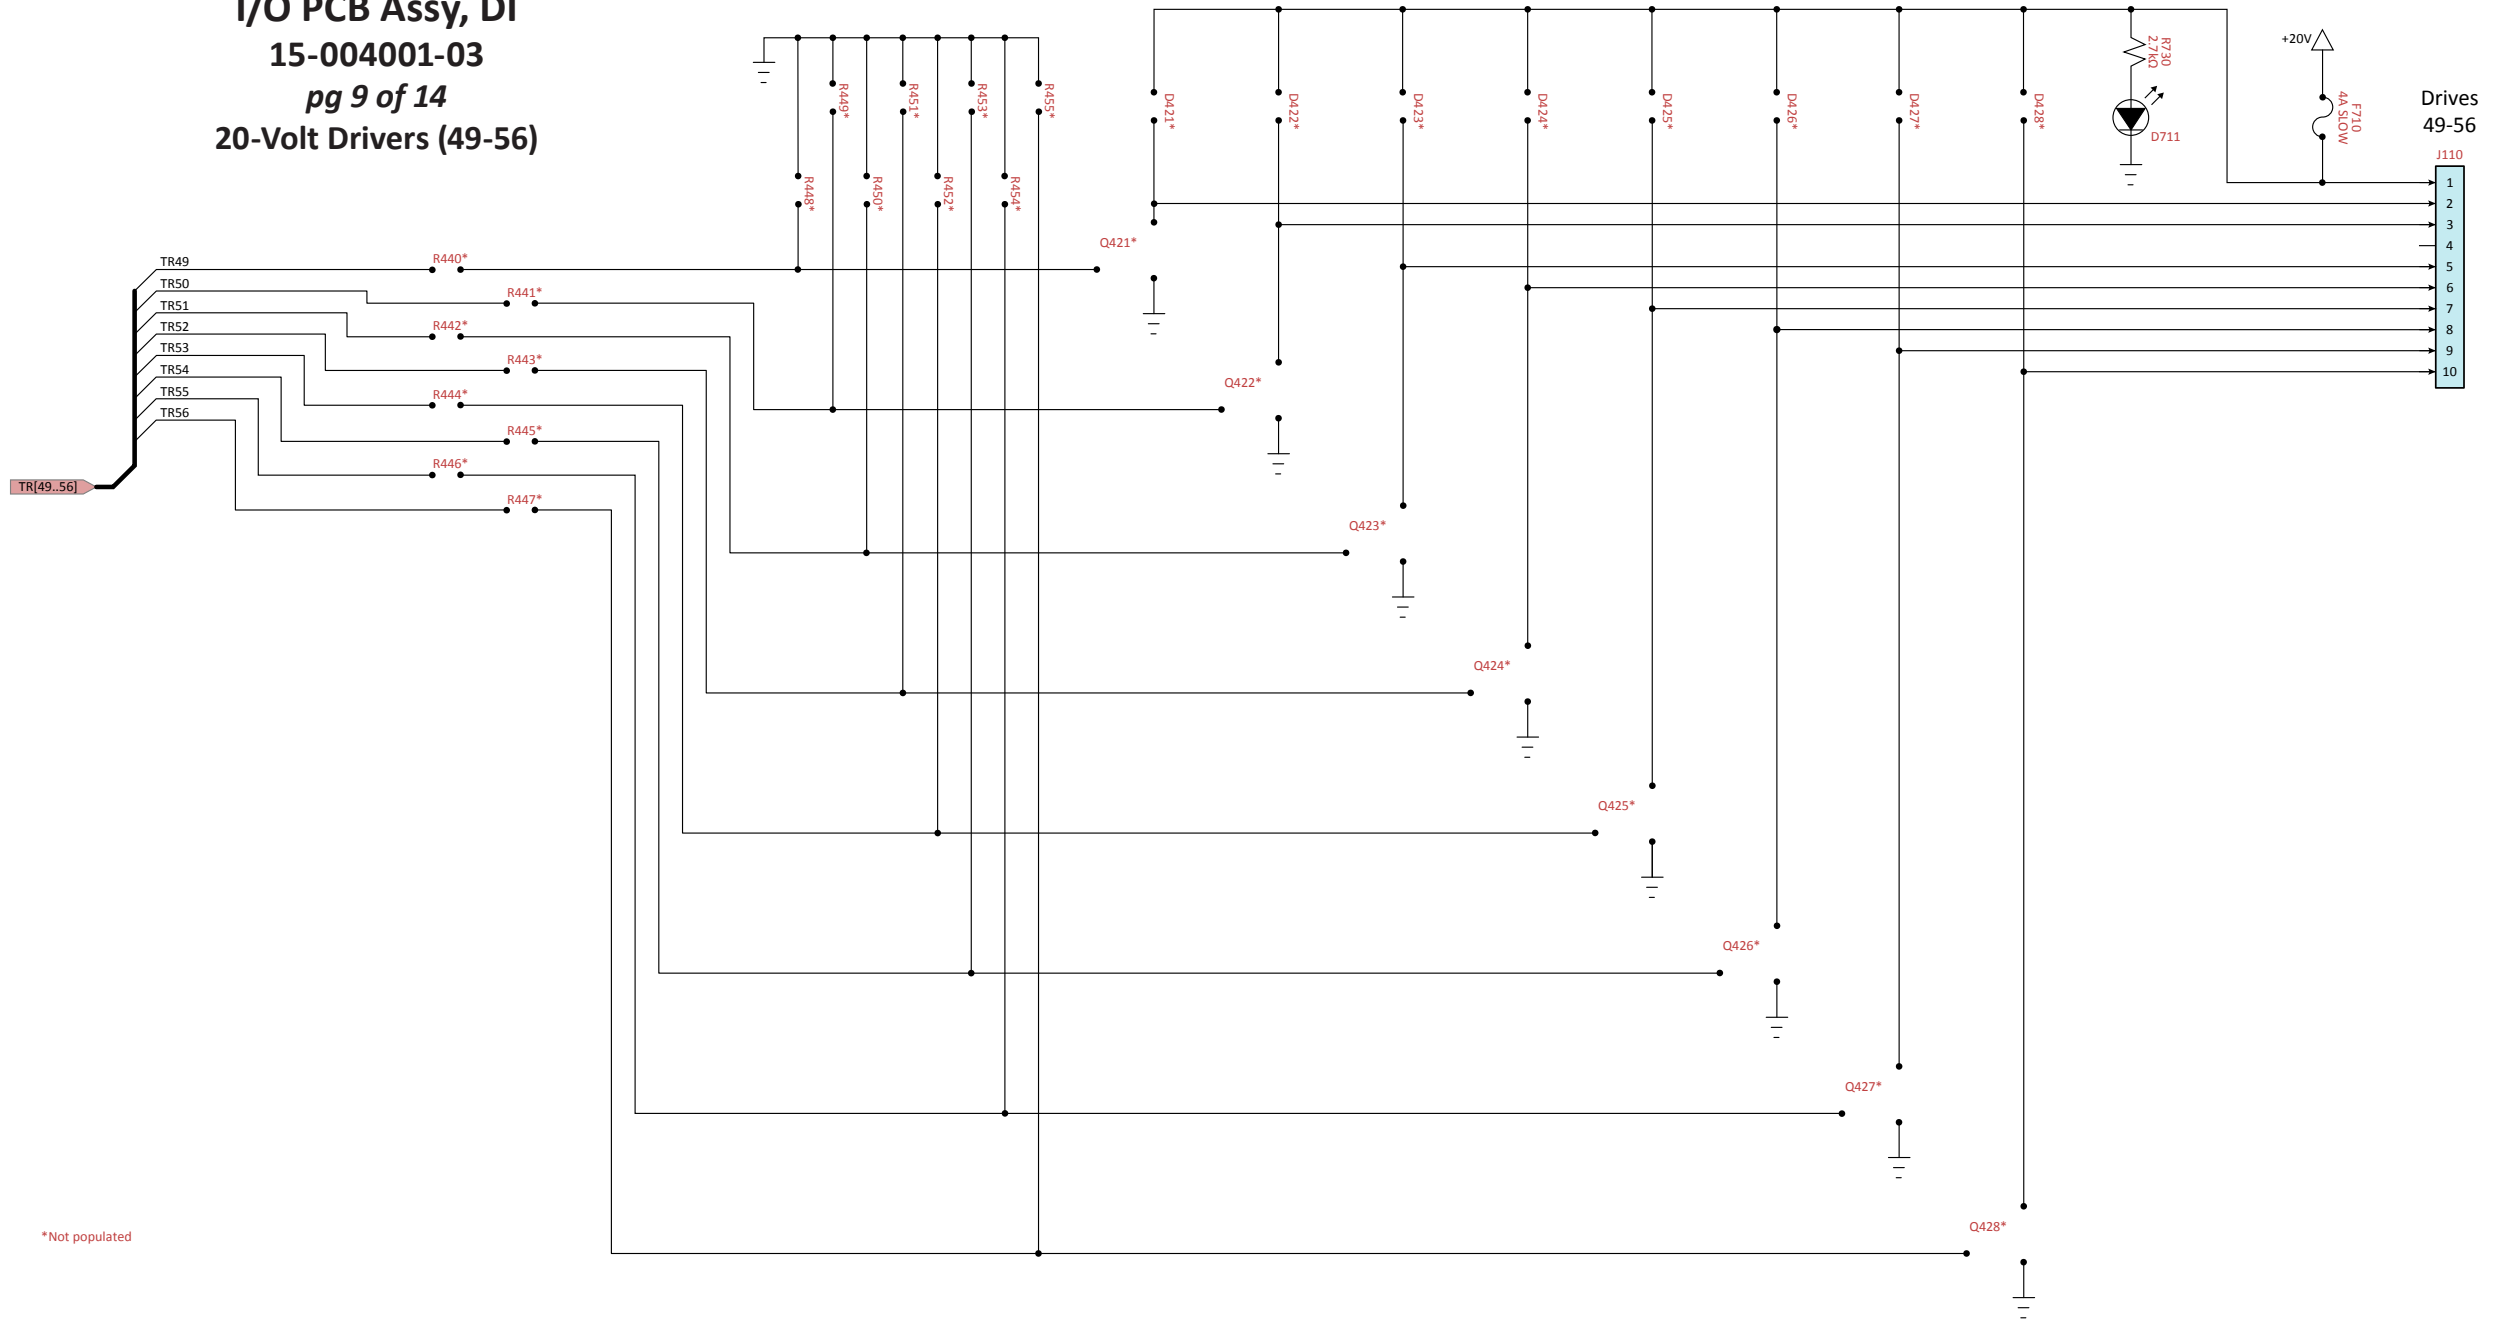 I/O PCB Assy, DI
15-004001-03
pg 9 of 14
20-Volt Drivers (49-56)
R449*
R451*
R453*
R455*
R448*
R450*
R452*
R454*
D421*
D422*
D423*
D424*
D425*
D426*
D427*
D428*
R730
2.7kΩ
D711
+20V
F710
4A SLOW
Drives
49-56
J110
1
2
3
4
5
6
7
8
9
10
TR49
TR50
TR51
TR52
TR53
TR54
TR55
TR56
TR[49..56]
R440*
R441*
R442*
R443*
R444*
R445*
R446*
R447*
Q421*
Q422*
Q423*
Q424*
Q425*
Q426*
Q427*
Q428*
*Not populated